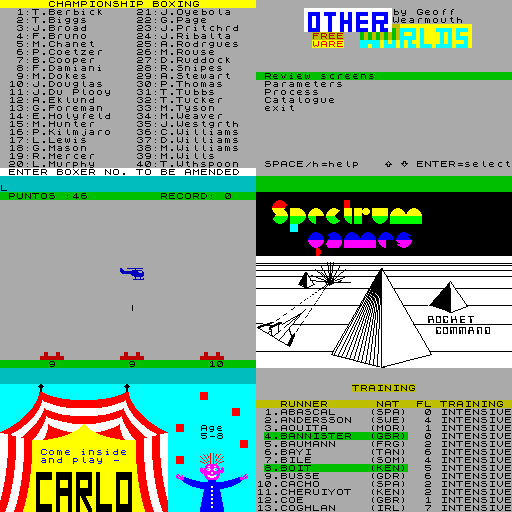 CHAMPIONSHIP BOXING
1:T.Berbick 21:J.Oyebola
2:T.Biggs 22:G.Page
3:J.Broad 23:J.Pritchrd
4:F.Bruno 24:J.Ribalta
5:M.Chanet 25:A.Rodrgues
6:G.Coetzer 26:M.Rouse
7:B.Cooper 27:D.Ruddock
8:F.Damiani 28:R.Snipes
9:M.Dokes 29:A.Stewart
10:J.Douglas 30:P.Thomas
11:J.Du Plooy 31:T.Tubbs
12:A.Eklund 32:T.Tucker
13:G.Foreman 33:M.Tyson
14:E.Holyfeld 34:M.Weaver
15:M.Hunter 35:J.Westgrth
16:P.Kilmjaro 36:C.Williams
17:L.Lewis 37:D.Williams
18:G.Mason 38:M.Williams
19:R.Mercer 39:M.Wills
20:L.Murphy 40:T.Wthspoon
ENTER BOXER NO. TO BE AMENDED
L
OTHER
FREE
WARE
WORLDS
by Geoff
Wearmouth
Review screens
Parameters
Process
Catalogue
exit
SPACE/h=help ENTER=select
PUNTOS :46 RECORD: 0
9 9 10
Spectrum
games
ROCKET
COMMAND
Come inside
and play -
CARLO
Age
5-8
TRAINING
RUNNER NAT FL TRAINING
1.ABASCAL (SPA) 0 INTENSIVE
2.ANDERSSON (SWE) 4 INTENSIVE
3.AOUITA (MOR) 1 INTENSIVE
4.BANNISTER (GBR) 0 INTENSIVE
5.BAUMANN (FRG) 2 INTENSIVE
6.BAYI (TAN) 6 INTENSIVE
7.BILE (SOM) 4 INTENSIVE
8.BOIT (KEN) 5 INTENSIVE
9.BUSSE (GDR) 6 INTENSIVE
10.CACHO (SPA) 6 INTENSIVE
11.CHERUIYOT (KEN) 2 INTENSIVE
12.COE (GBR) 4 INTENSIVE
13.COGHLAN (IRL) 7 INTENSIVE